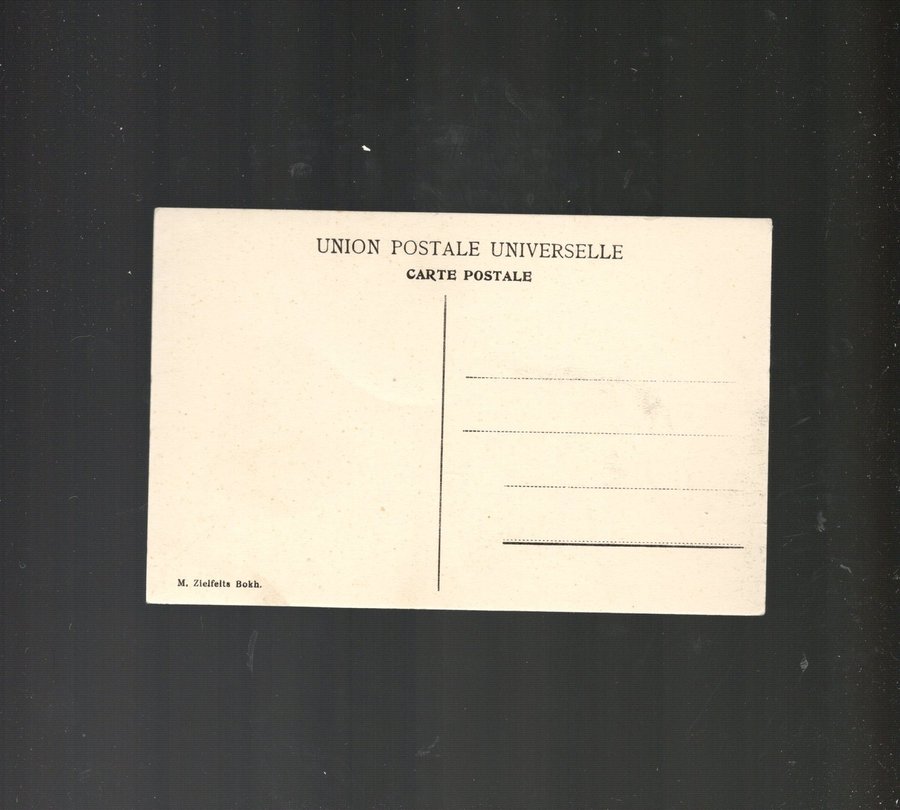 UNION POSTALE UNIVERSELLE
CARTE POSTALE
M. Zielfelts Bokh.